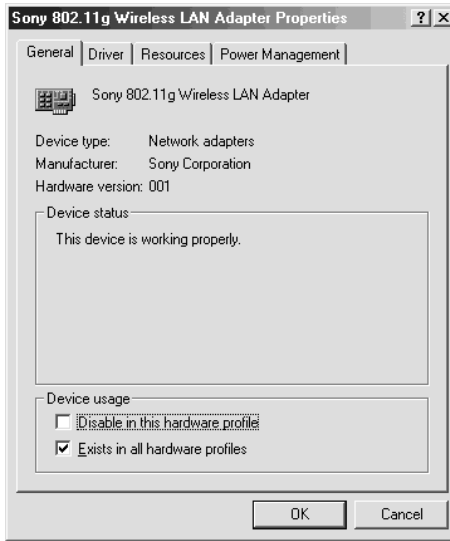 Sony 802.11g Wireless LAN Adapter Properties
General Driver Resources Power Management
Sony 802.11g Wireless LAN Adapter
Device type: Network adapters
Manufacturer: Sony Corporation
Hardware version: 001
Device status
This device is working properly.
Device usage
Disable in this hardware profile
Exists in all hardware profiles
OK Cancel